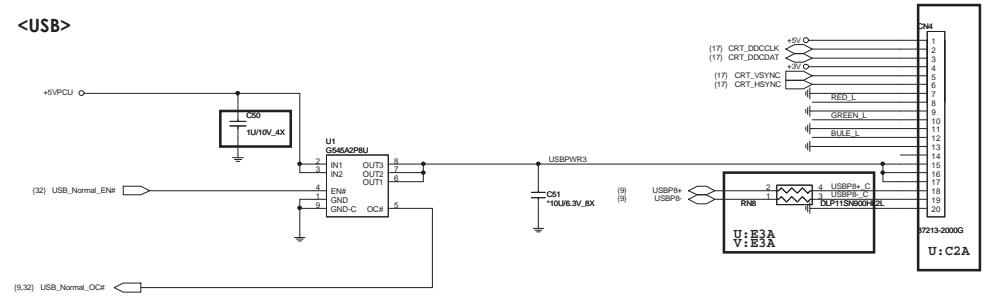 <USB>
CN4
+5V
1
(17) CRT_DDCCLK
2
(17) CRT_DDCDAT
3
+3V
4
(17) CRT_VSYNC
5
(17) CRT_HSYNC
6
7
RED_L
8
9
GREEN_L
10
11
BULE_L
12
13
14
15
16
17
18
19
20
+5VPCU
C50
1U/10V_4X
U1
G545A2P8U
2 IN1 OUT3 8
3 IN2 OUT2 7
OUT1 6
4 EN#
1 GND
9 GND-C OC# 5
USBPWR3
(32) USB_Normal_EN#
C51
*10U/6.3V_8X
(9) USBP8+ 2 4 USBP8+_C
(9) USBP8- 1 3 USBP8-_C
RN8
U:E3A
V:E3A
87213-2000G
U:C2A
(9,32) USB_Normal_OC#